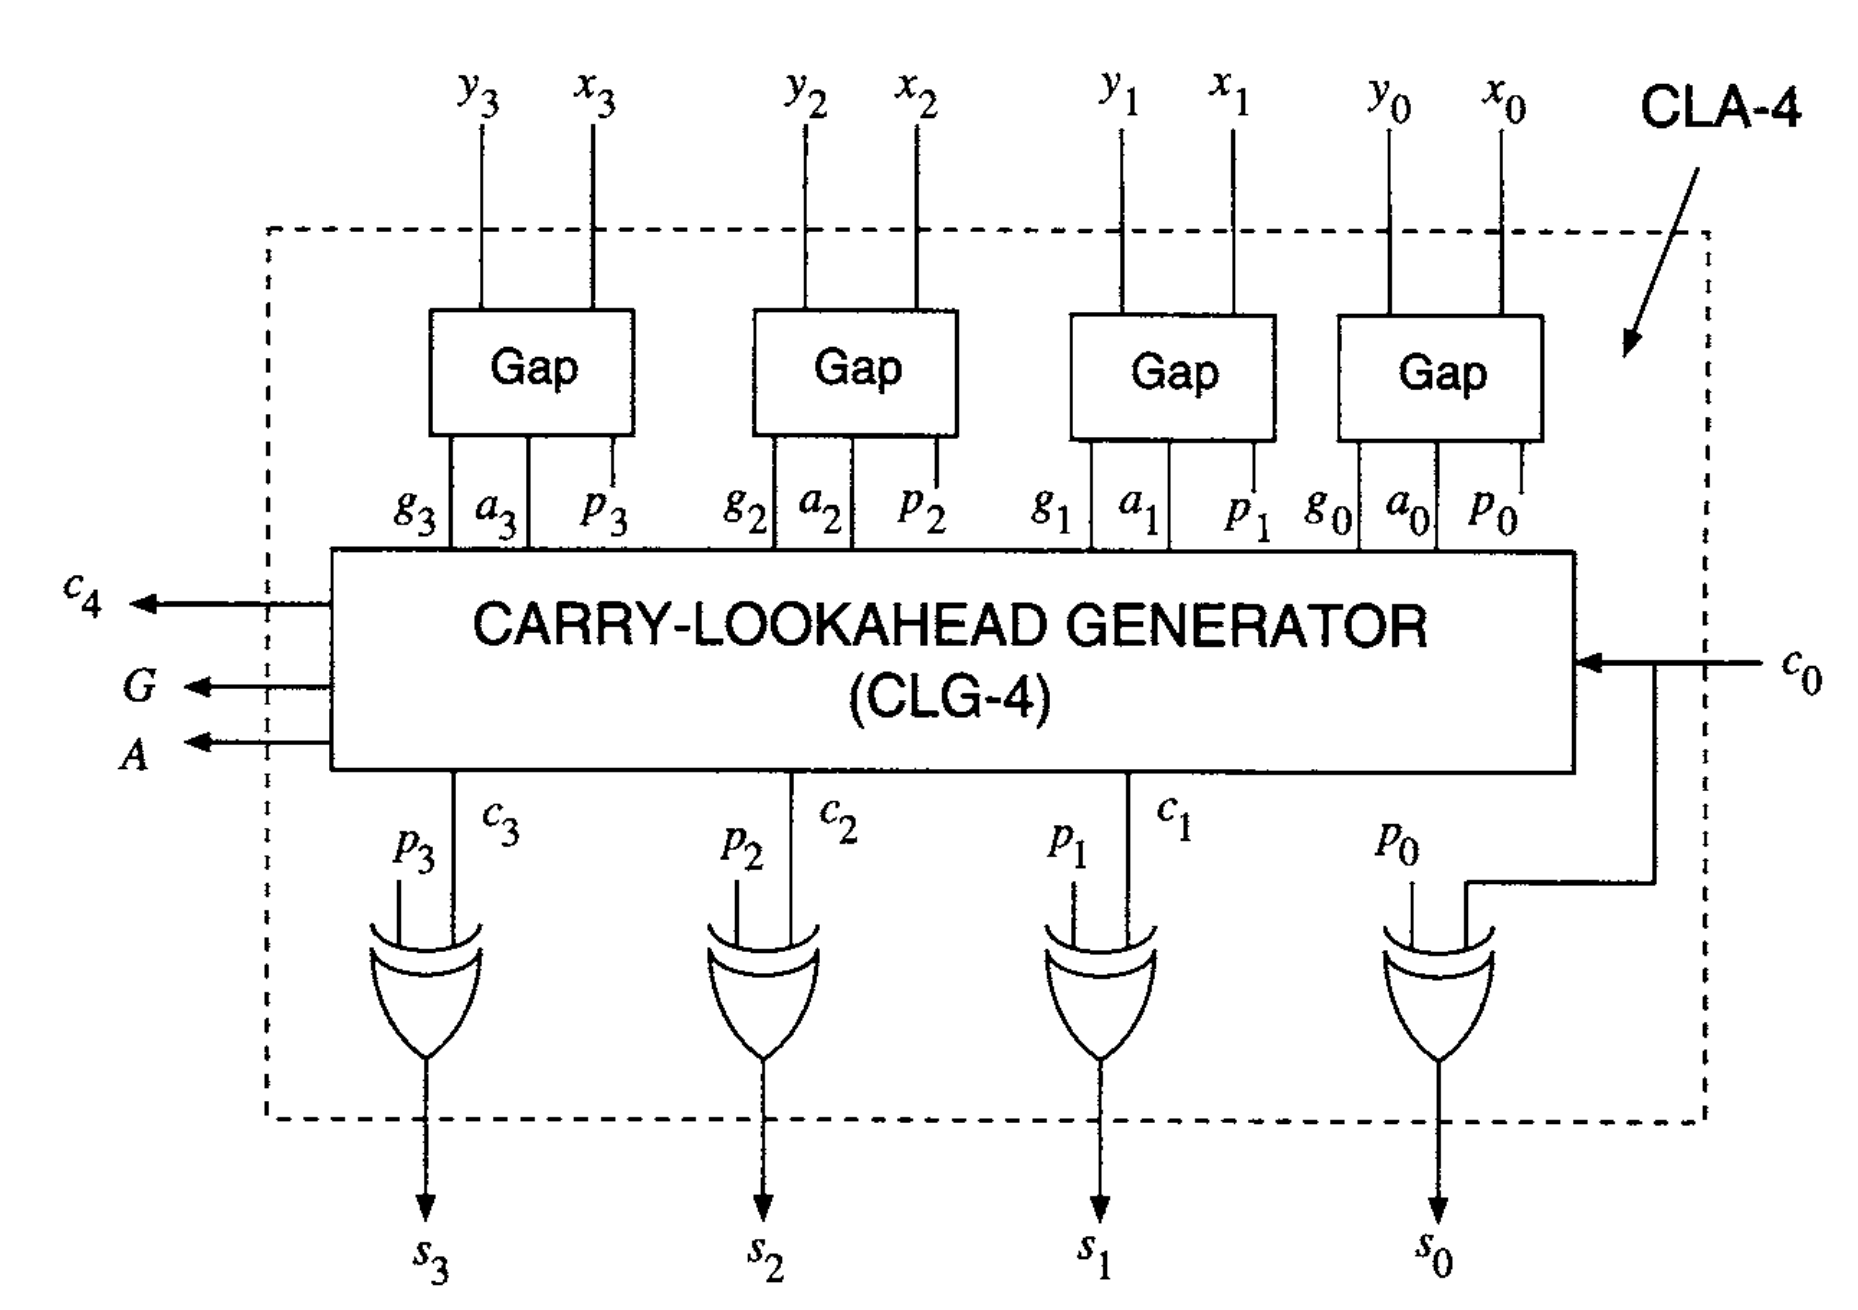 y3 x3 y2 x2 y1 x1 y0 x0 CLA-4
Gap Gap Gap Gap
g3 a3 p3 g2 a2 p2 g1 a1 p1 g0 a0 p0
c4 CARRY-LOOKAHEAD GENERATOR
c0
G (CLG-4)
A
p3 c3 p2 c2 p1 c1 p0
s3 s2 s1 s0